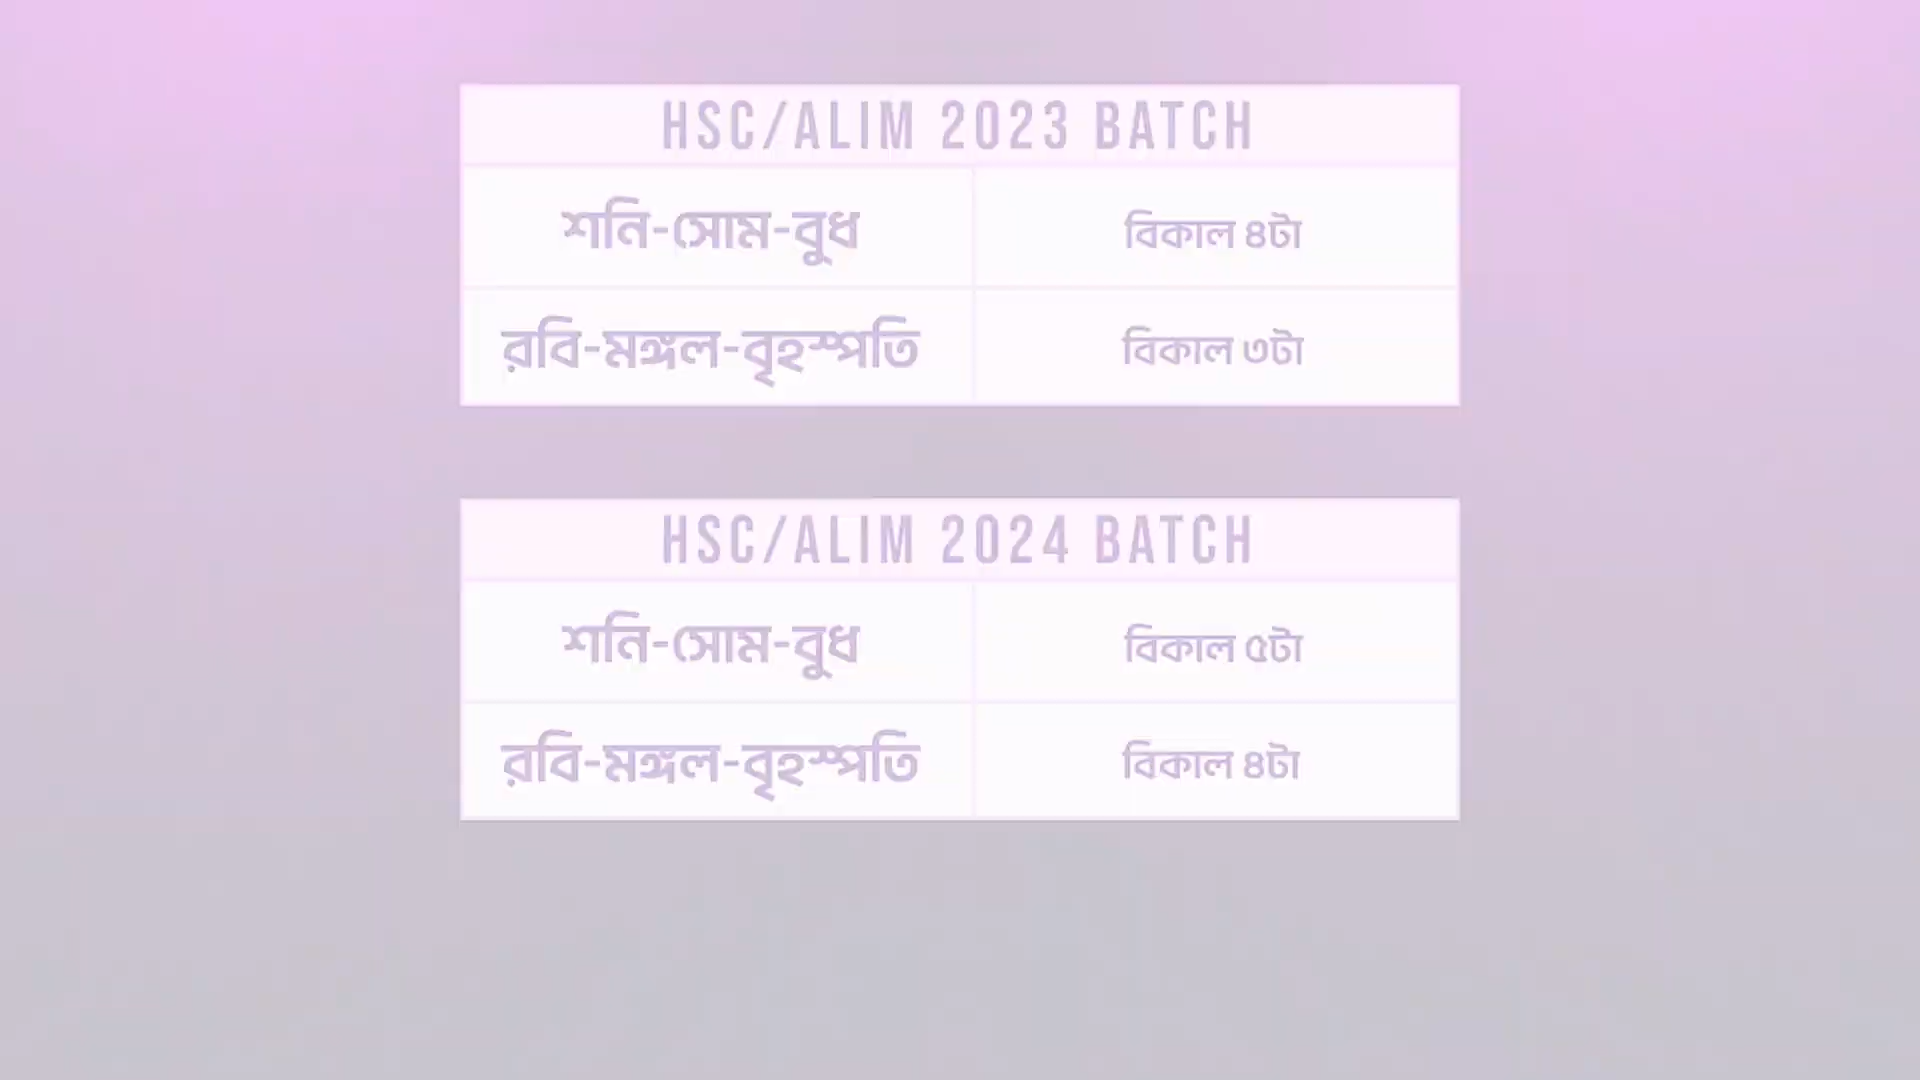 HSC/ALIM 2023 BATCH
শনি-সোম-বুধ বিকাল ৪টা
রবি-মঙ্গল-বৃহস্পতি বিকাল ৩টা
HSC/ALIM 2024 BATCH
শনি-সোম-বুধ বিকাল ৫টা
রবি-মঙ্গল-বৃহস্পতি বিকাল ৪টা